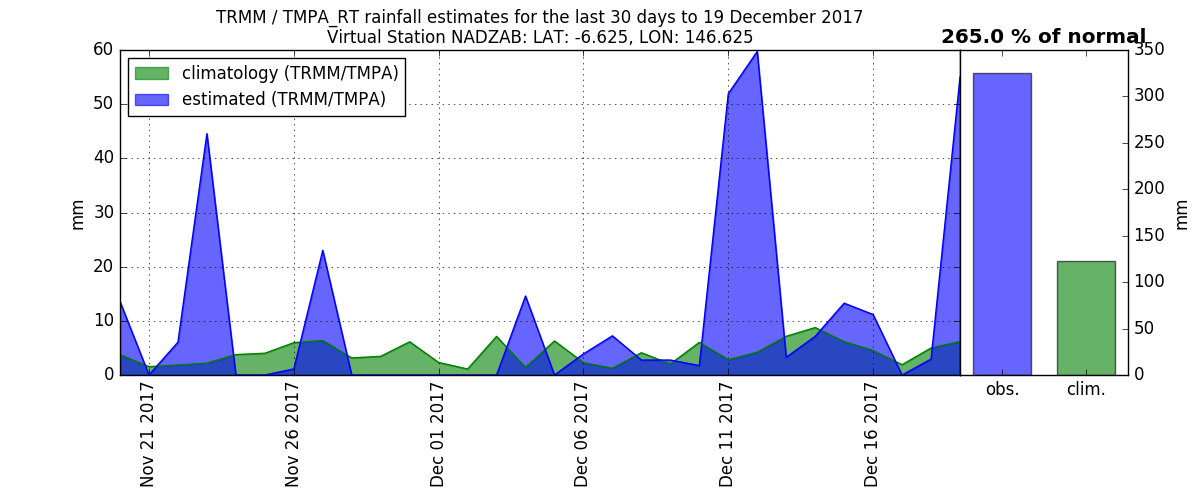 TRMM / TMPA_RT rainfall estimates for the last 30 days to 19 December 2017
Virtual Station NADZAB: LAT: -6.625, LON: 146.625
265.0 % of normal
climatology (TRMM/TMPA)
estimated (TRMM/TMPA)
mm
60
50
40
30
20
10
0
Nov 21 2017
Nov 26 2017
Dec 01 2017
Dec 06 2017
Dec 11 2017
Dec 16 2017
350
300
250
200
150
100
50
0
mm
obs.
clim.